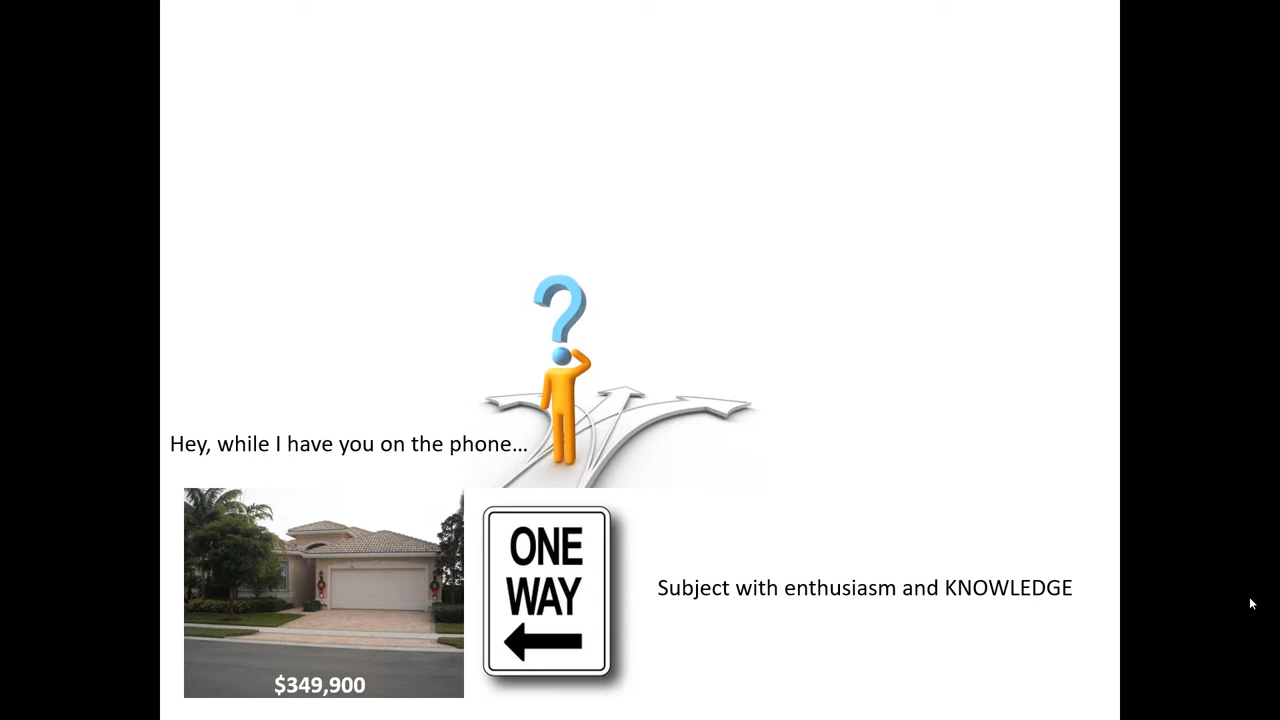 ?
Hey, while I have you on the phone...
ONE
WAY
Subject with enthusiasm and KNOWLEDGE
$349,900